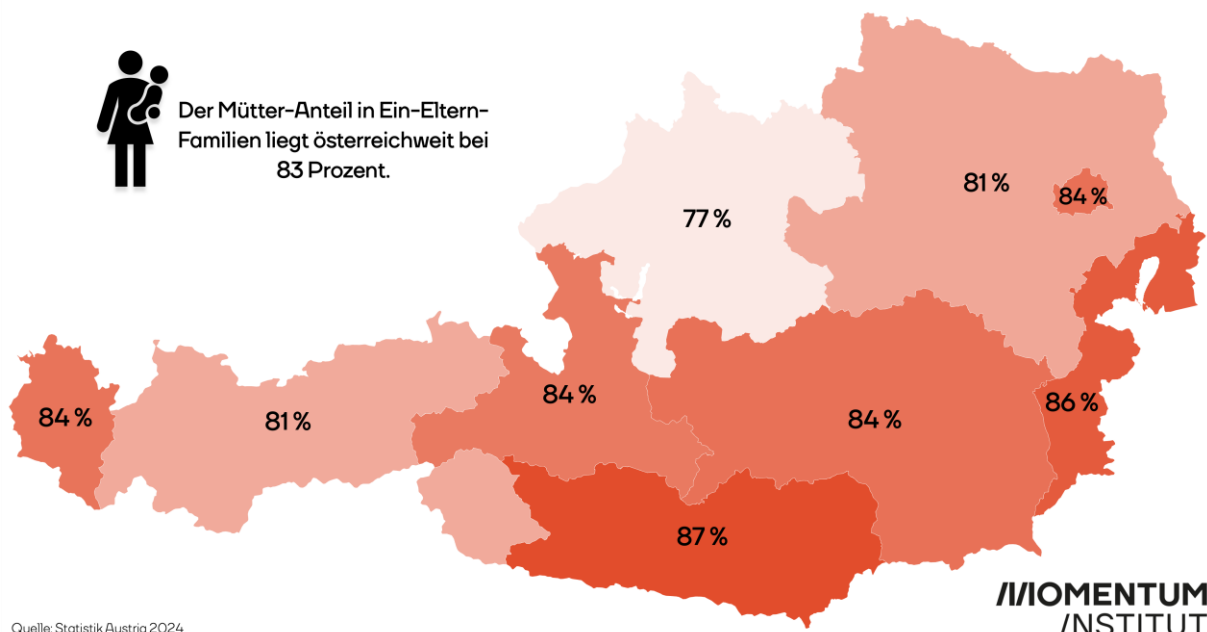 Der Mütter-Anteil in Ein-Eltern-
Familien liegt österreichweit bei
83 Prozent.
77 %
81 %
84 %
84 %
81 %
84 %
84 %
86 %
87 %
MOMENTUM
INSTITUT
Quelle: Statistik Austria 2024